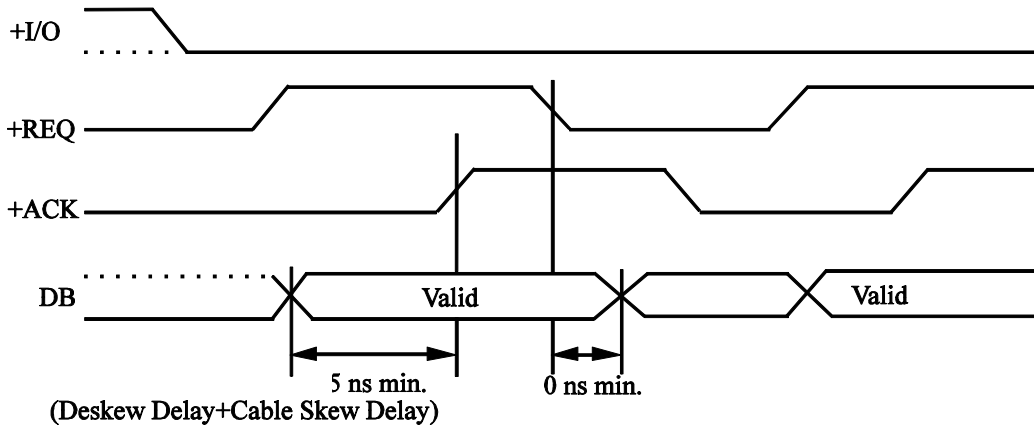 +I/O
+REQ
+ACK
DB
Valid
Valid
5 ns min.
0 ns min.
(Deskew Delay+Cable Skew Delay)